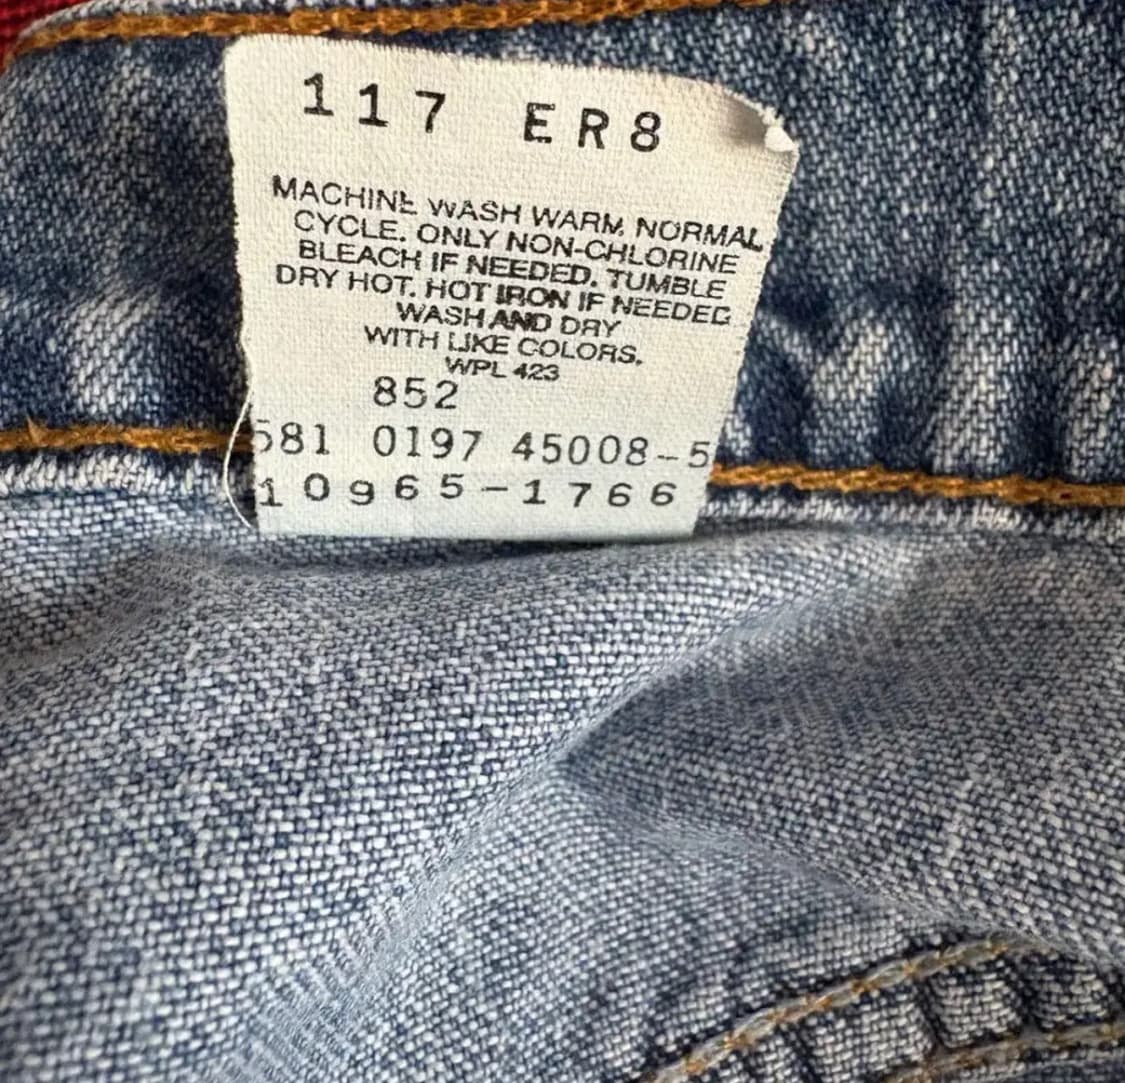 117 ER8
MACHINE WASH WARM, NORMAL
CYCLE. ONLY NON-CHLORINE
BLEACH IF NEEDED. TUMBLE
DRY HOT. HOT IRON IF NEEDED
WASH AND DRY
WITH LIKE COLORS.
WPL 423
852
581 0197 45008-5
10965-1766